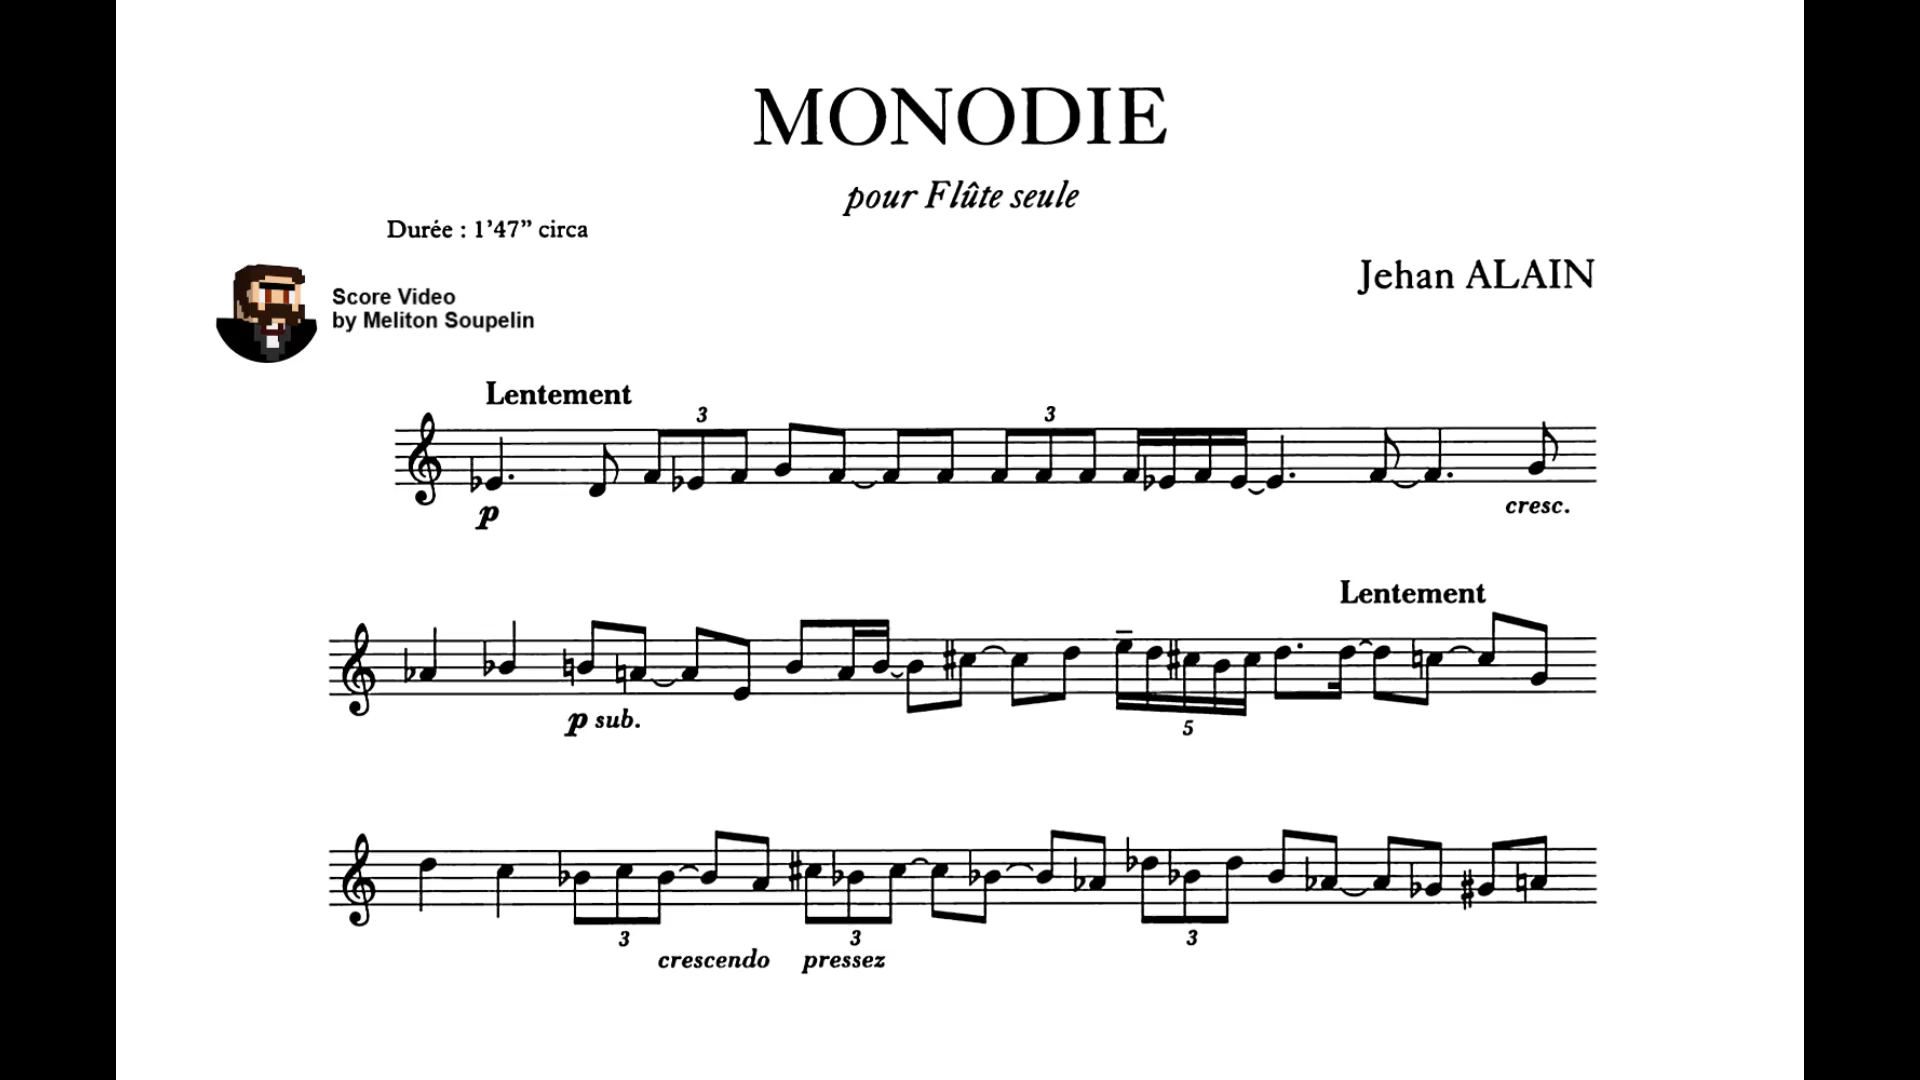 MONODIE
pour Flûte seule
Durée : 1’47” circa
Jehan ALAIN
Score Video
by Meliton Soupelin
Lentement
3 3
p cresc.
Lentement
p sub. 5
3 3 3
crescendo pressez